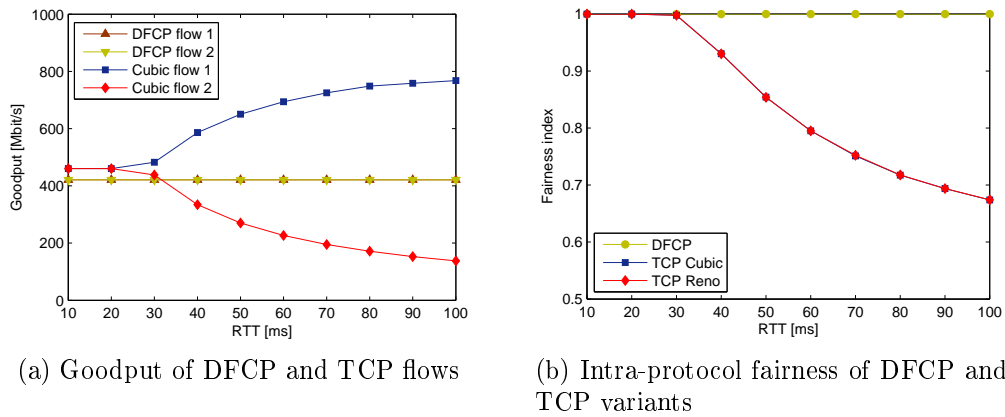 DFCP flow 1
DFCP flow 2
Cubic flow 1
Cubic flow 2
1000
800
600
400
200
0
Goodput [Mbit/s]
10 20 30 40 50 60 70 80 90 100
RTT [ms]
(a) Goodput of DFCP and TCP flows
1
0.9
0.8
0.7
0.6
0.5
Fairness index
DFCP
TCP Cubic
TCP Reno
10 20 30 40 50 60 70 80 90 100
RTT [ms]
(b) Intra-protocol fairness of DFCP and
TCP variants